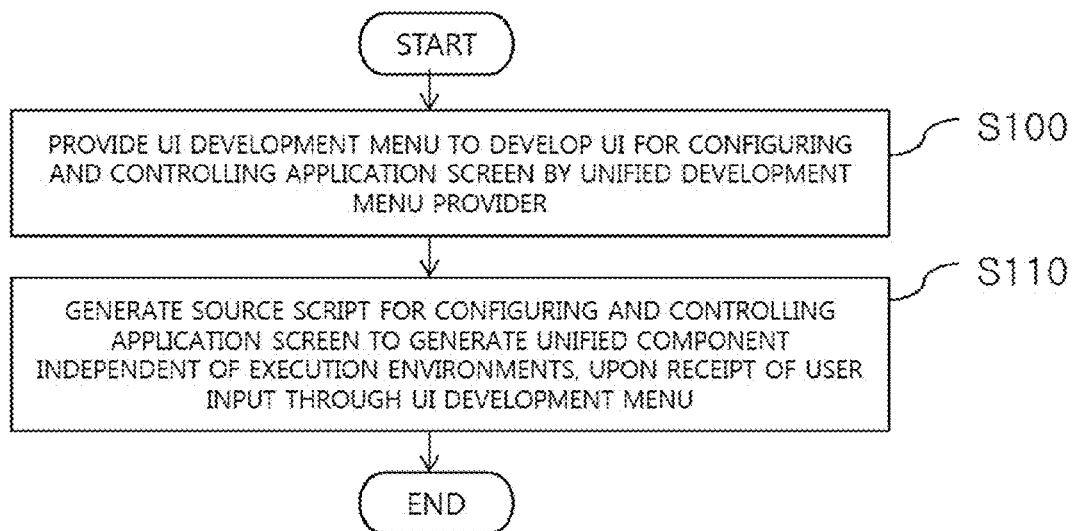 START
PROVIDE UI DEVELOPMENT MENU TO DEVELOP UI FOR CONFIGURING
AND CONTROLLING APPLICATION SCREEN BY UNIFIED DEVELOPMENT
MENU PROVIDER
S100
GENERATE SOURCE SCRIPT FOR CONFIGURING AND CONTROLLING
APPLICATION SCREEN TO GENERATE UNIFIED COMPONENT
INDEPENDENT OF EXECUTION ENVIRONMENTS, UPON RECEIPT OF USER
INPUT THROUGH UI DEVELOPMENT MENU
S110
END